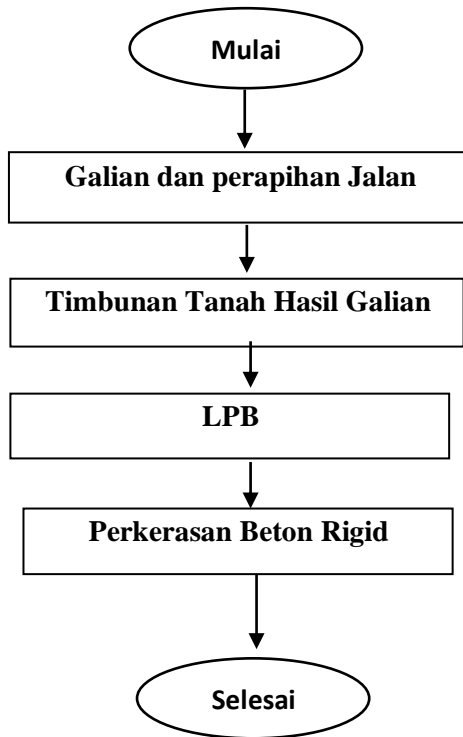 Mulai
Galian dan perapihan Jalan
Timbunan Tanah Hasil Galian
LPB
Perkerasan Beton Rigid
Selesai